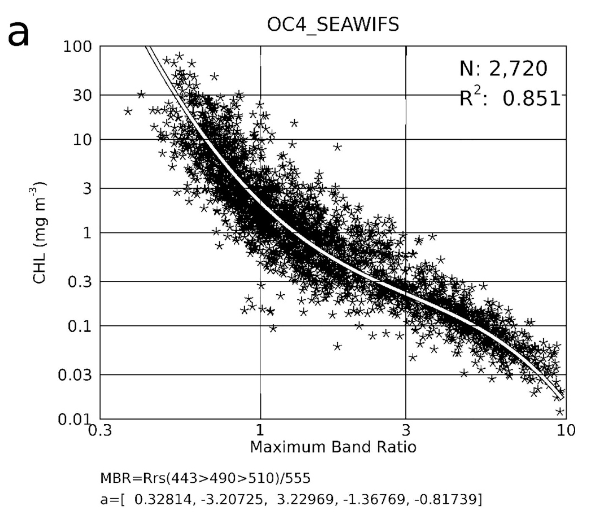 a
OC4_SEAWIFS
N: 2,720
R²: 0.851
100
30
10
3
1
0.3
0.1
0.03
0.01
CHL (mg m⁻³)
0.3 1 3 10
Maximum Band Ratio
MBR=Rrs(443>490>510)/555
a=[ 0.32814, -3.20725, 3.22969, -1.36769, -0.81739]